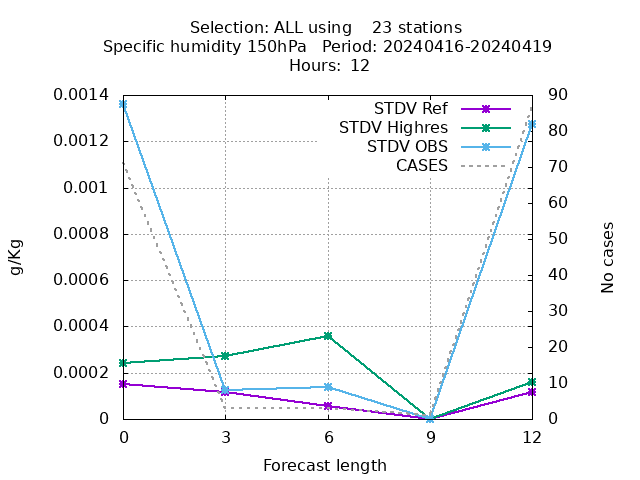 Selection: ALL using    23 stations
Specific humidity 150hPa   Period: 20240416-20240419
Hours: 12
STDV Ref
STDV Highres
STDV OBS
CASES
0.0014
0.0012
0.001
0.0008
0.0006
0.0004
0.0002
0
90
80
70
60
50
40
30
20
10
0
g/Kg
No cases
0 3 6 9 12
Forecast length